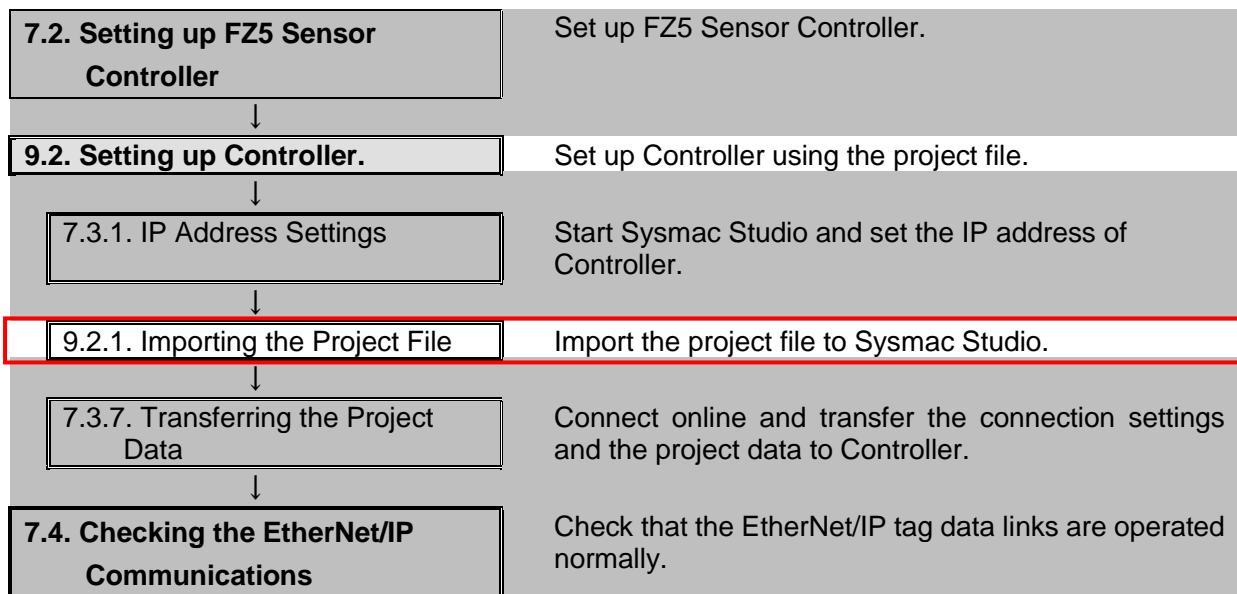 7.2. Setting up FZ5 Sensor
Controller
Set up FZ5 Sensor Controller.
↓
9.2. Setting up Controller.
Set up Controller using the project file.
↓
7.3.1. IP Address Settings
Start Sysmac Studio and set the IP address of
Controller.
↓
9.2.1. Importing the Project File
Import the project file to Sysmac Studio.
↓
7.3.7. Transferring the Project
Data
Connect online and transfer the connection settings
and the project data to Controller.
↓
7.4. Checking the EtherNet/IP
Communications
Check that the EtherNet/IP tag data links are operated
normally.